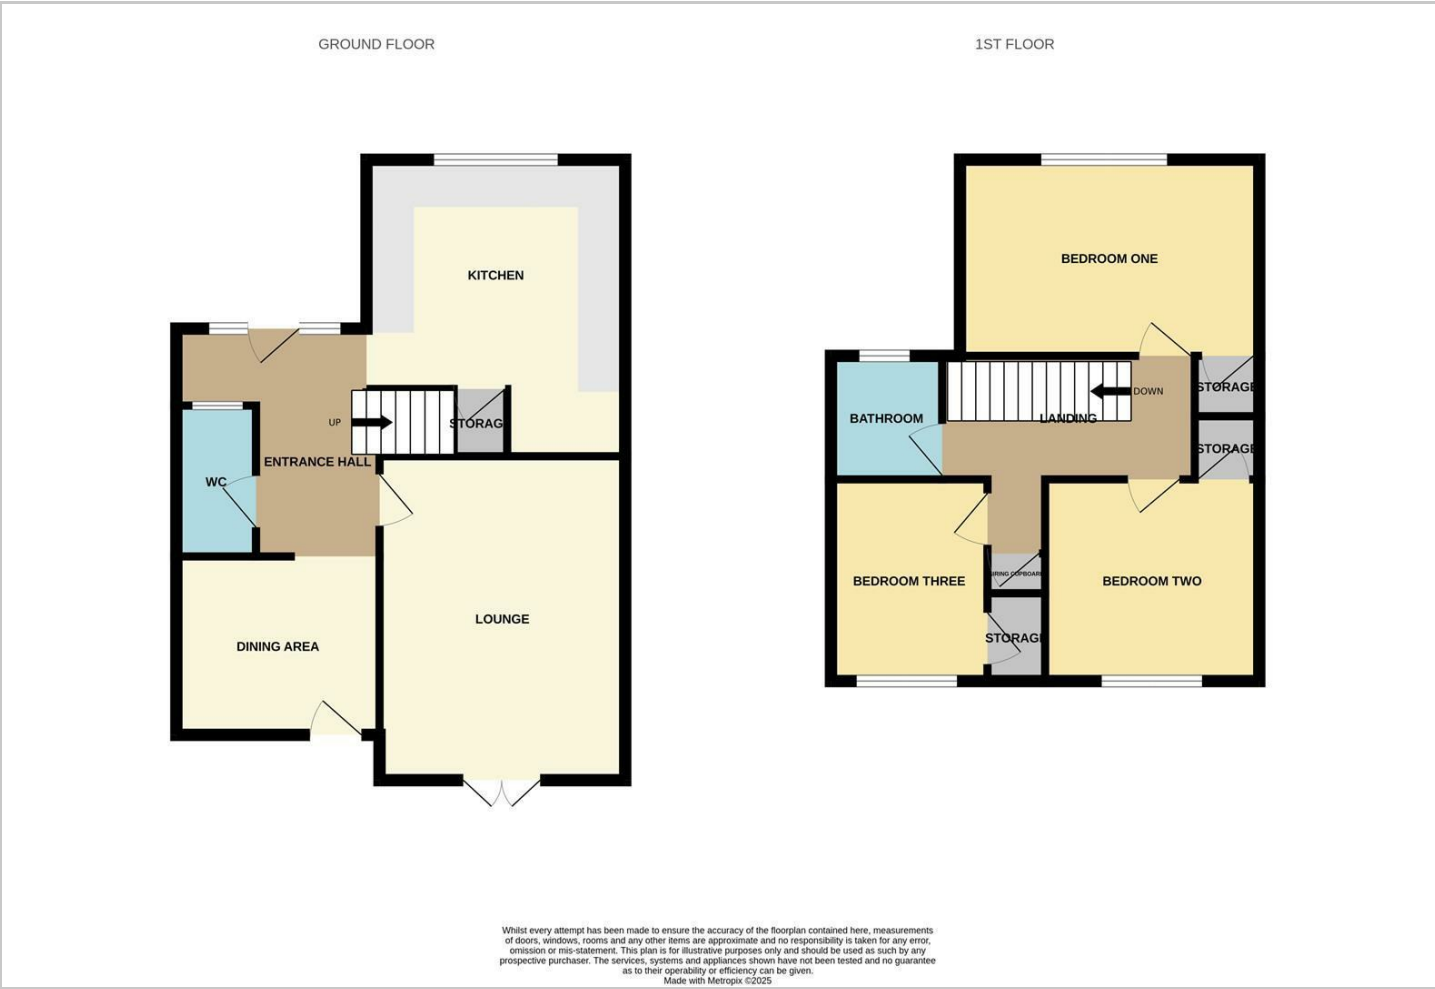 GROUND FLOOR
1ST FLOOR
KITCHEN
UP
STORAG
ENTRANCE HALL
WC
LOUNGE
DINING AREA
BEDROOM ONE
STORAGE
DOWN
BATHROOM
LANDING
STORAGE
BEDROOM THREE
BEDROOM TWO
CUPBOAR
STORAGE
Whilst every attempt has been made to ensure the accuracy of the floorplan contained here, measurements
of doors, windows, rooms and any other items are approximate and no responsibility is taken for any error,
omission or mis-statement. This plan is for illustrative purposes only and should be used as such by any
prospective purchaser. The services, systems and appliances shown have not been tested and no guarantee
as to their operability or efficiency can be given.
Made with Metropix ©2025